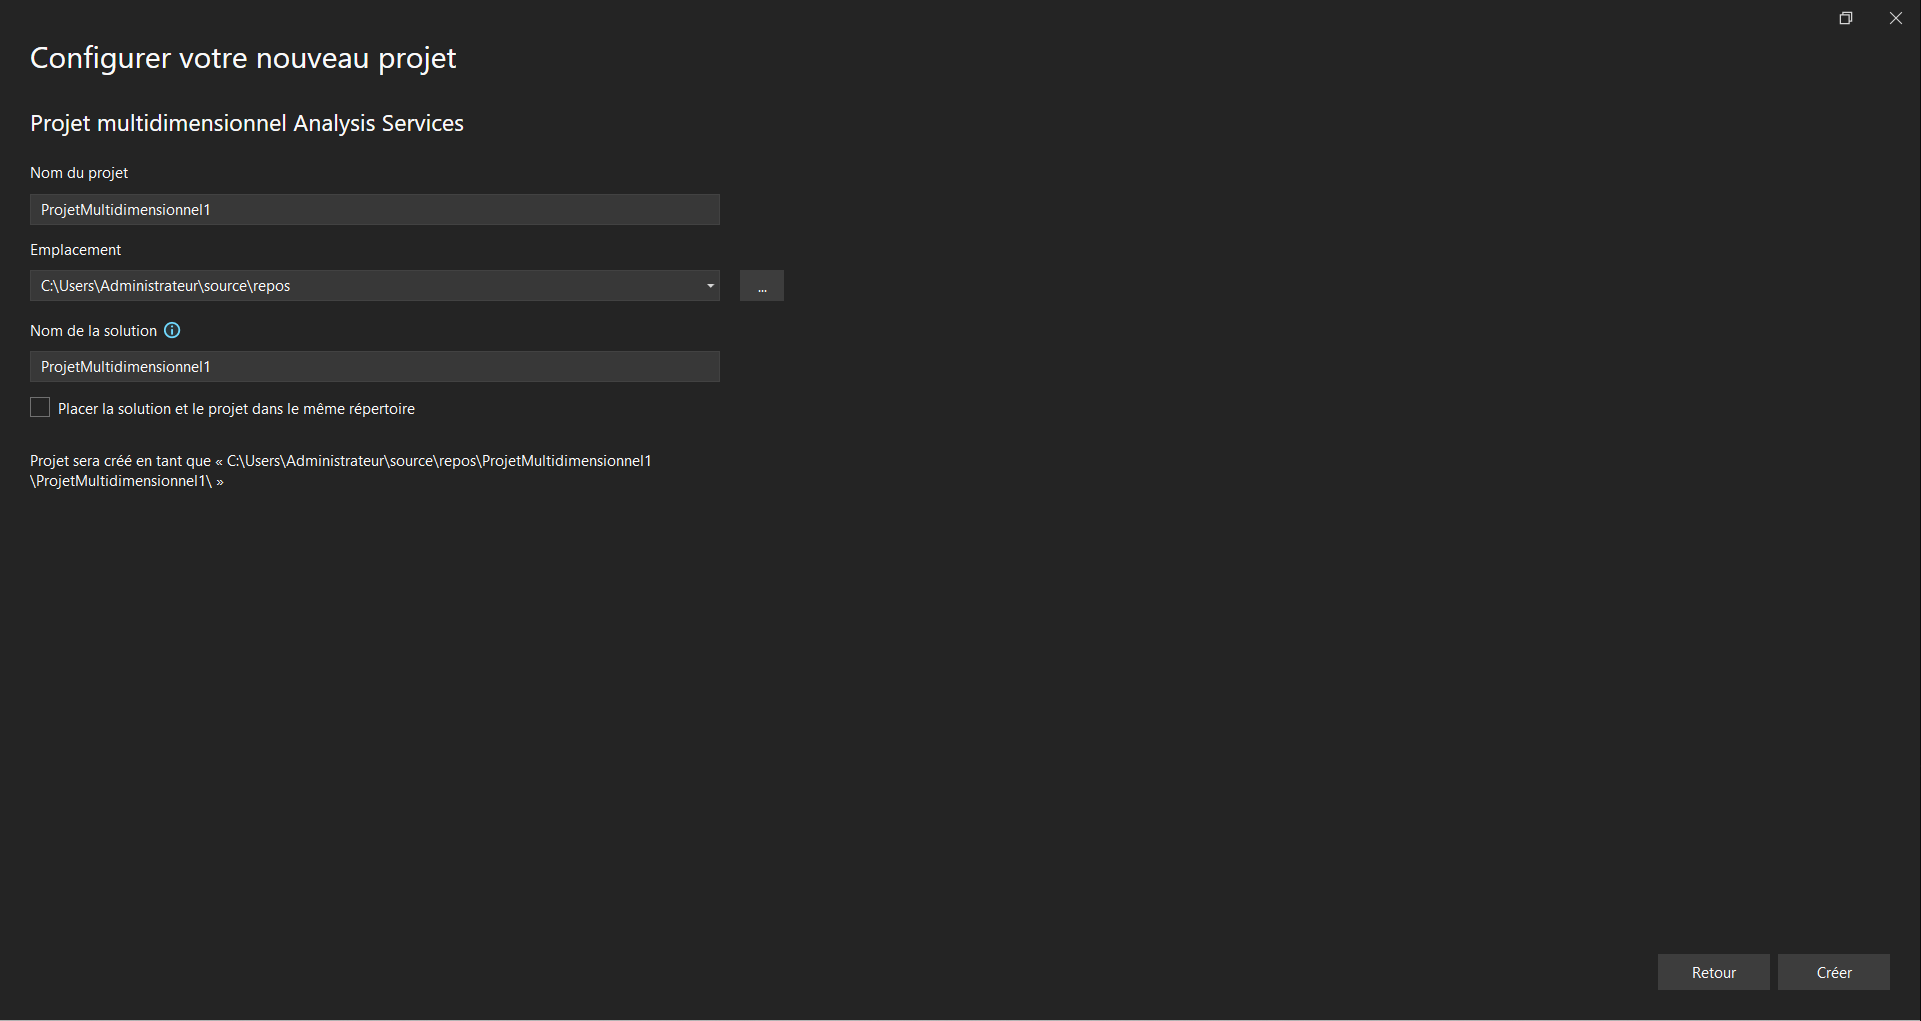 Configurer votre nouveau projet
Projet multidimensionnel Analysis Services
Nom du projet
ProjetMultidimensionnel1
Emplacement
C:\Users\Administrateur\source\repos
...
Nom de la solution
ProjetMultidimensionnel1
Placer la solution et le projet dans le même répertoire
Projet sera créé en tant que « C:\Users\Administrateur\source\repos\ProjetMultidimensionnel1
\ProjetMultidimensionnel1\ »
Retour
Créer